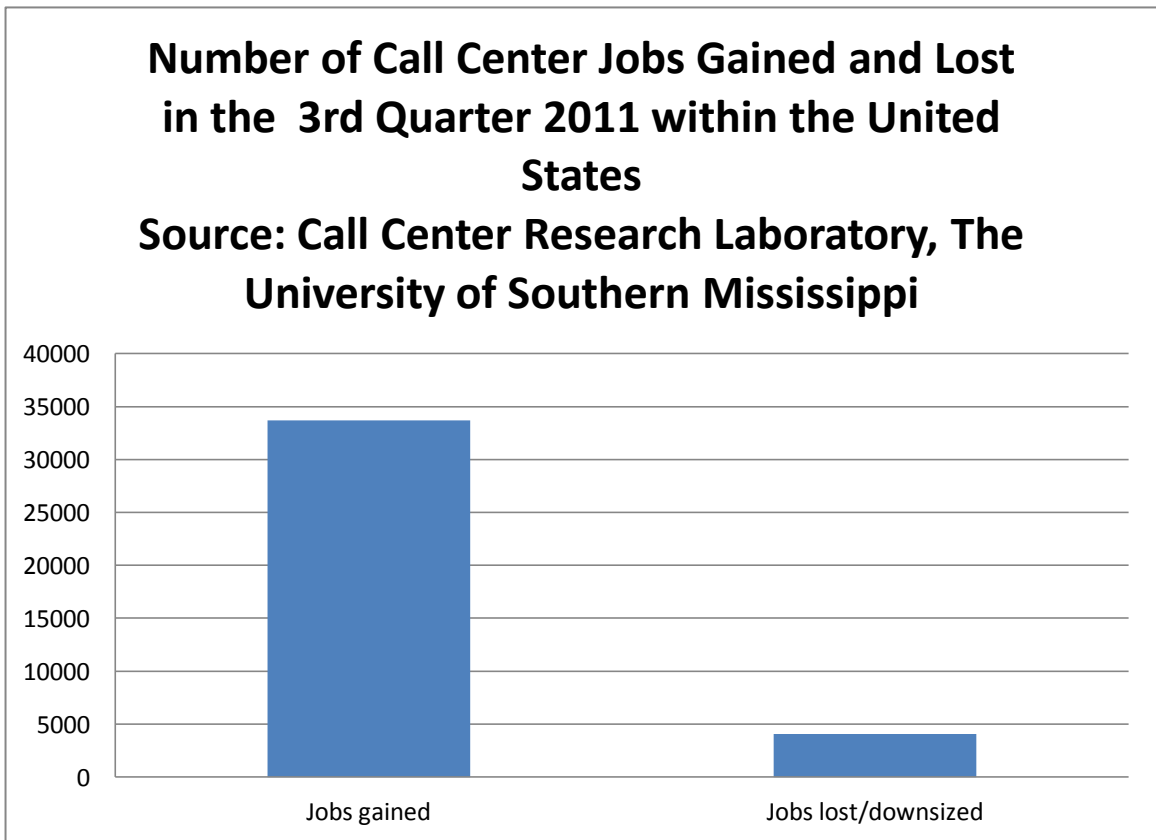 Number of Call Center Jobs Gained and Lost
in the  3rd Quarter 2011 within the United
States
Source: Call Center Research Laboratory, The
University of Southern Mississippi
40000
35000
30000
25000
20000
15000
10000
5000
0
Jobs gained
Jobs lost/downsized